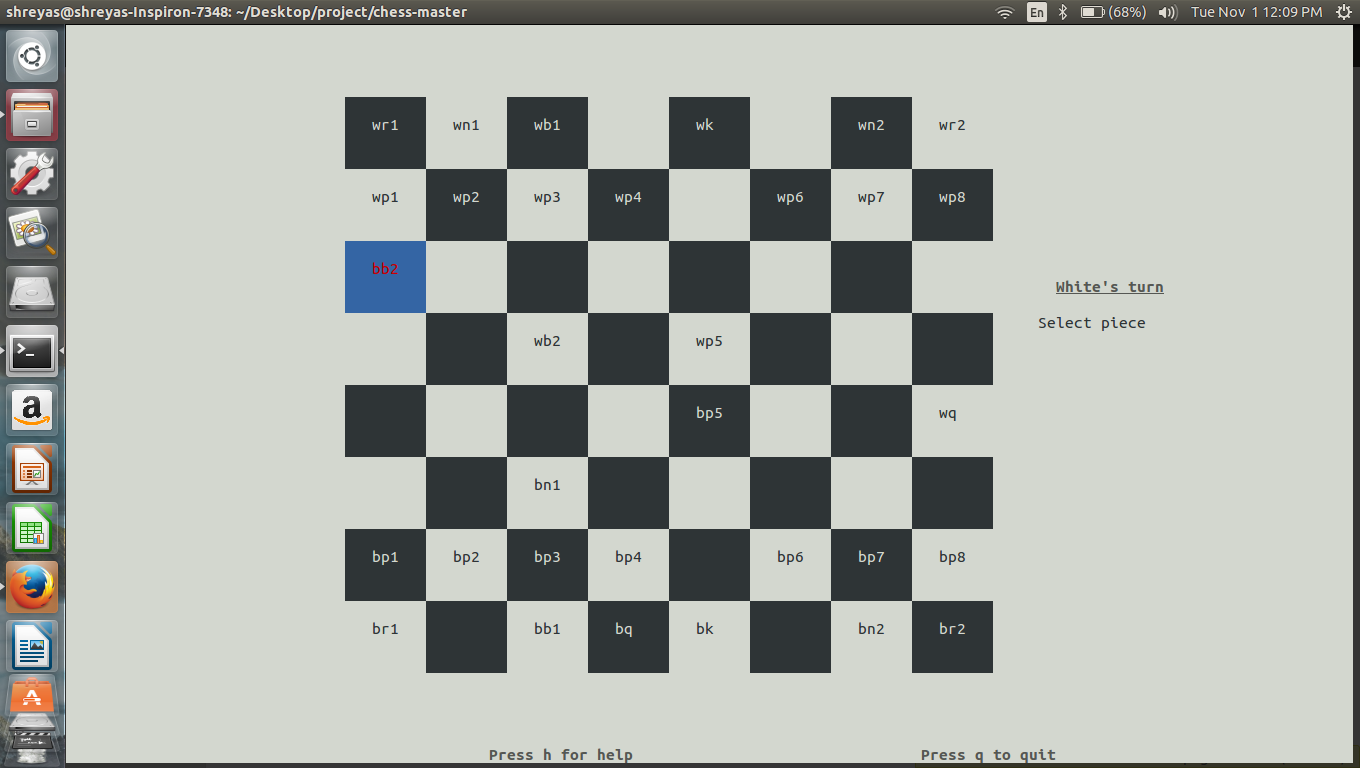 shreyas@shreyas-Inspiron-7348: ~/Desktop/project/chess-master En (68%) Tue Nov 1 12:09 PM
wr1 wn1 wb1 wk wn2 wr2
wp1 wp2 wp3 wp4 wp6 wp7 wp8
bb2
White's turn
Select piece
wb2 wp5
bp5 wq
bn1
bp1 bp2 bp3 bp4 bp6 bp7 bp8
br1 bb1 bq bk bn2 br2
Press h for help Press q to quit